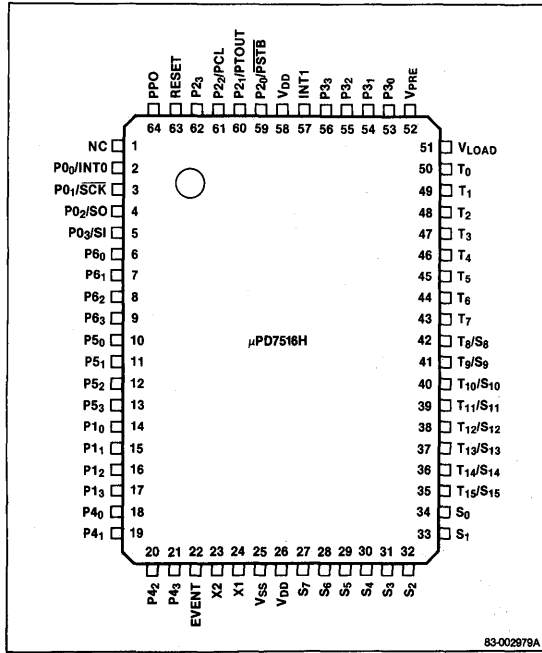 PPO RESET P2₃ P2₂/PCL P2₁/PTOUT P2₀/P̅S̅T̅B̅ V_DD INT1 P3₃ P3₂ P3₁ P3₀ V_PRE
64 63 62 61 60 59 58 57 56 55 54 53 52
NC 1 51 V_LOAD
P0₀/INT0 2 50 T₀
P0₁/S̅C̅K̅ 3 49 T₁
P0₂/SO 4 48 T₂
P0₃/SI 5 47 T₃
P6₀ 6 46 T₄
P6₁ 7 45 T₅
P6₂ 8 44 T₆
P6₃ 9 43 T₇
P5₀ 10 μPD7516H 42 T₈/S₈
P5₁ 11 41 T₉/S₉
P5₂ 12 40 T₁₀/S₁₀
P5₃ 13 39 T₁₁/S₁₁
P1₀ 14 38 T₁₂/S₁₂
P1₁ 15 37 T₁₃/S₁₃
P1₂ 16 36 T₁₄/S₁₄
P1₃ 17 35 T₁₅/S₁₅
P4₀ 18 34 S₀
P4₁ 19 33 S₁
20 21 22 23 24 25 26 27 28 29 30 31 32
P4₂ P4₃ EVENT X2 X1 V_SS V_DD S₇ S₆ S₅ S₄ S₃ S₂
83-002979A